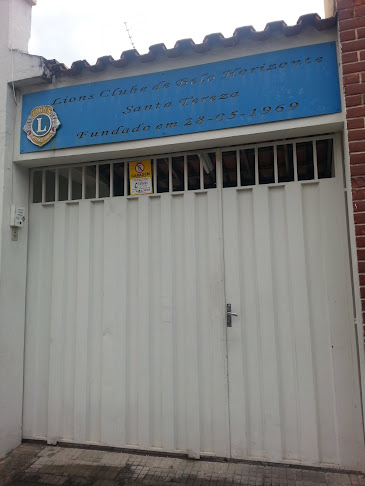 Lions Clube de Belo Horizonte
Santa Tereza
Fundado em 28-05-1969
L